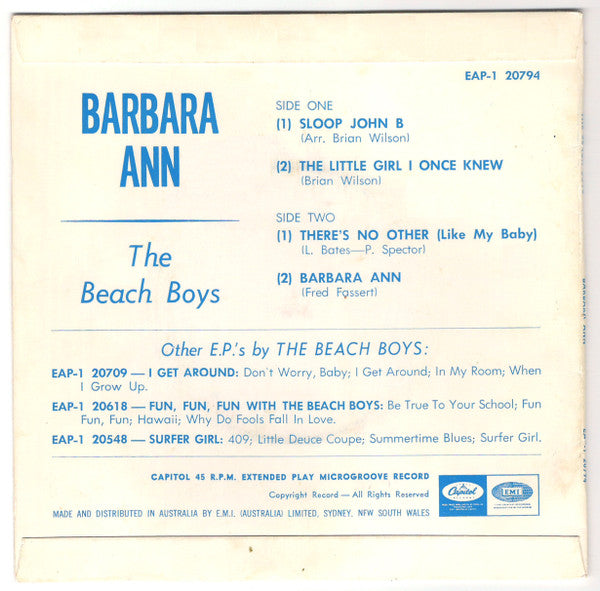 EAP-1 20794
BARBARA
ANN
The
Beach Boys
SIDE ONE
(1) SLOOP JOHN B
(Arr. Brian Wilson)
(2) THE LITTLE GIRL I ONCE KNEW
(Brian Wilson)
SIDE TWO
(1) THERE'S NO OTHER (Like My Baby)
(L. Bates—P. Spector)
(2) BARBARA ANN
(Fred Fassert)
Other E.P.'s by THE BEACH BOYS:
EAP-1 20709 — I GET AROUND: Don't Worry, Baby; I Get Around; In My Room; When
I Grow Up.
EAP-1 20618 — FUN, FUN, FUN WITH THE BEACH BOYS: Be True To Your School; Fun
Fun, Fun; Hawaii; Why Do Fools Fall In Love.
EAP-1 20548 — SURFER GIRL: 409; Little Deuce Coupe; Summertime Blues; Surfer Girl.
CAPITOL 45 R.P.M. EXTENDED PLAY MICROGROOVE RECORD
Copyright Record — All Rights Reserved
MADE AND DISTRIBUTED IN AUSTRALIA BY E.M.I. (AUSTRALIA) LIMITED, SYDNEY, NFW SOUTH WALES
Capitol
EMI